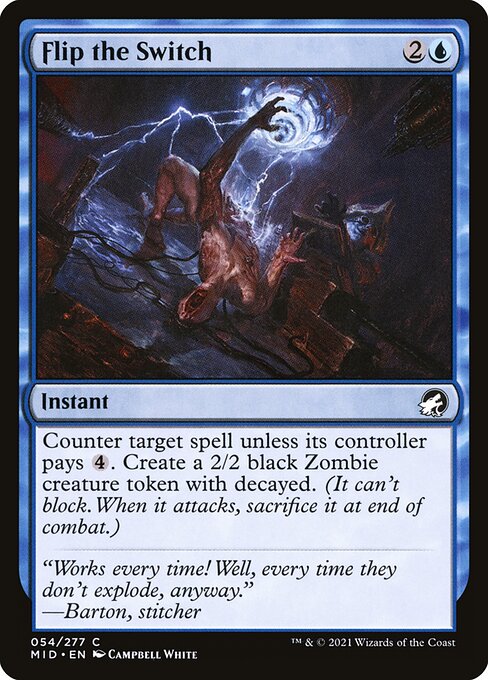 Flip the Switch 2
Instant
Counter target spell unless its controller
pays 4. Create a 2/2 black Zombie
creature token with decayed. (It can't
block. When it attacks, sacrifice it at end of
combat.)
“Works every time! Well, every time they
don't explode, anyway.”
—Barton, stitcher
054/277 C
MID • EN Campbell White
™ & © 2021 Wizards of the Coast